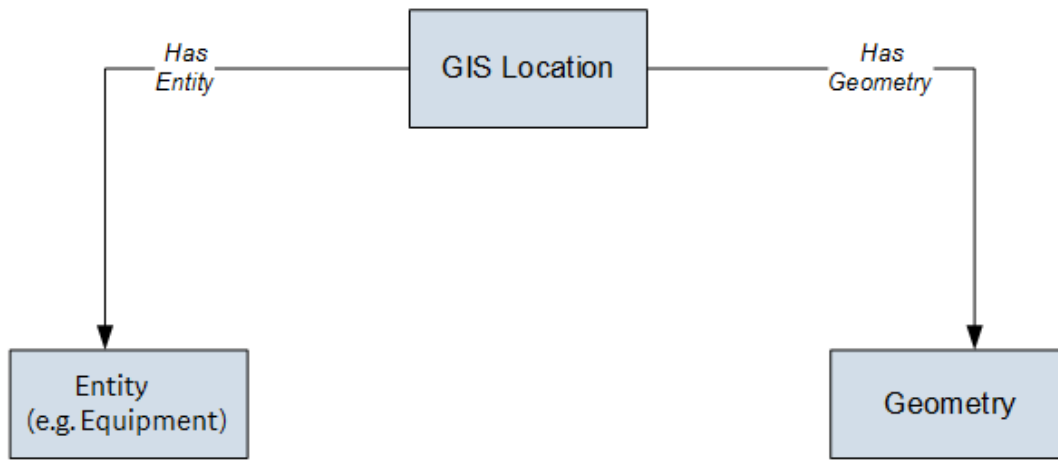 GIS Location
Has
Entity
Has
Geometry
Entity
(e.g. Equipment)
Geometry